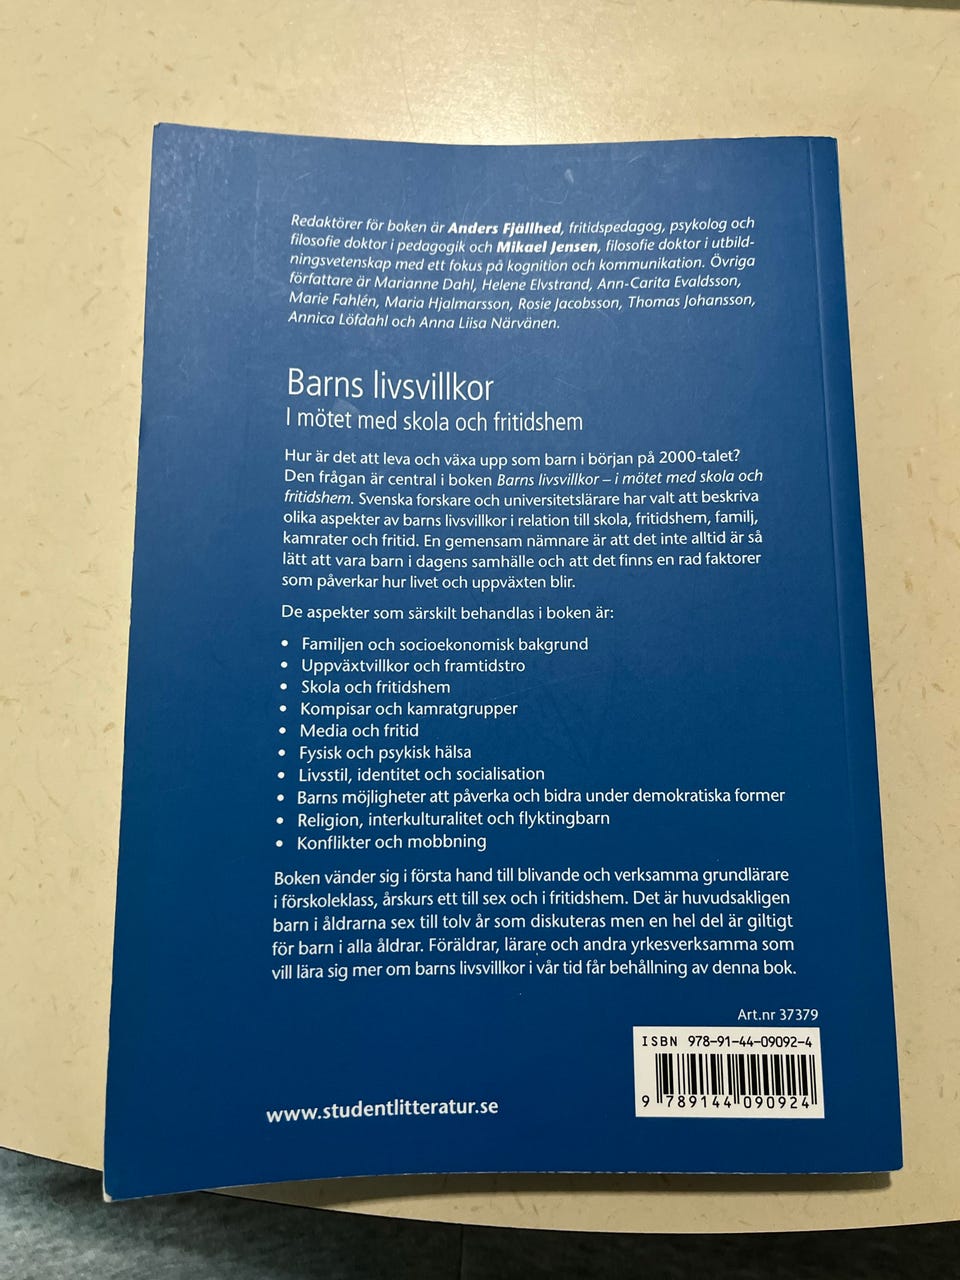 Redaktörer för boken är Anders Fjällhed, fritidspedagog, psykolog och
filosofie doktor i pedagogik och Mikael Jensen, filosofie doktor i utbild-
ningsvetenskap med ett fokus på kognition och kommunikation. Övriga
författare är Marianne Dahl, Helene Elvstrand, Ann-Carita Evaldsson,
Marie Fahlén, Maria Hjalmarsson, Rosie Jacobsson, Thomas Johansson,
Annica Löfdahl och Anna Liisa Närvänen.
Barns livsvillkor
I mötet med skola och fritidshem
Hur är det att leva och växa upp som barn i början på 2000-talet?
Den frågan är central i boken Barns livsvillkor – i mötet med skola och
fritidshem. Svenska forskare och universitetslärare har valt att beskriva
olika aspekter av barns livsvillkor i relation till skola, fritidshem, familj,
kamrater och fritid. En gemensam nämnare är att det inte alltid är så
lätt att vara barn i dagens samhälle och att det finns en rad faktorer
som påverkar hur livet och uppväxten blir.
De aspekter som särskilt behandlas i boken är:
• Familjen och socioekonomisk bakgrund
• Uppväxtvillkor och framtidstro
• Skola och fritidshem
• Kompisar och kamratgrupper
• Media och fritid
• Fysisk och psykisk hälsa
• Livsstil, identitet och socialisation
• Barns möjligheter att påverka och bidra under demokratiska former
• Religion, interkulturalitet och flyktingbarn
• Konflikter och mobbning
Boken vänder sig i första hand till blivande och verksamma grundlärare
i förskoleklass, årskurs ett till sex och i fritidshem. Det är huvudsakligen
barn i åldrarna sex till tolv år som diskuteras men en hel del är giltigt
för barn i alla åldrar. Föräldrar, lärare och andra yrkesverksamma som
vill lära sig mer om barns livsvillkor i vår tid får behållning av denna bok.
Art.nr 37379
ISBN 978-91-44-09092-4
9 789144 090924
www.studentlitteratur.se